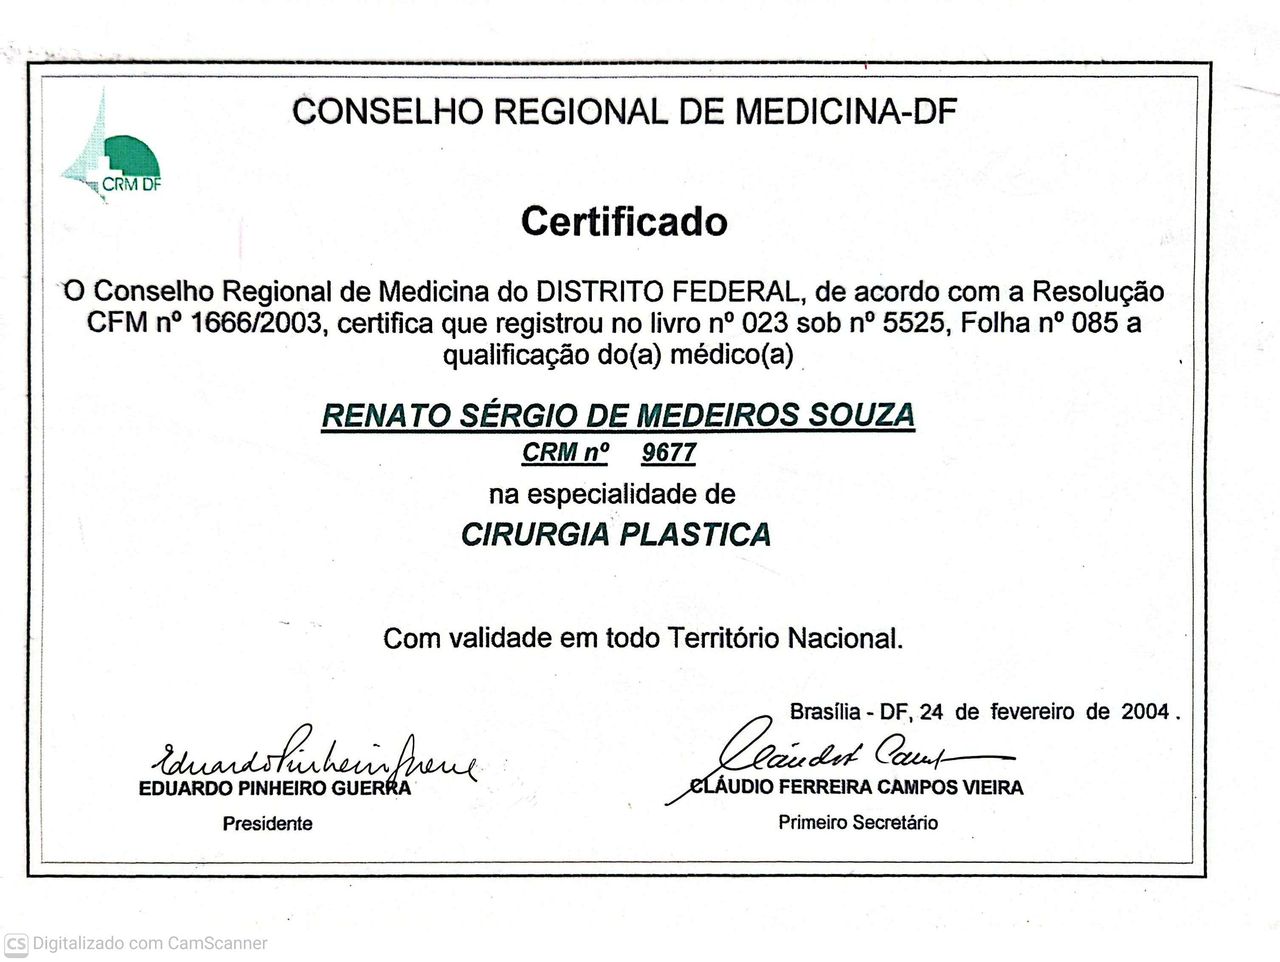 CONSELHO REGIONAL DE MEDICINA-DF
CRM DF
Certificado
O Conselho Regional de Medicina do DISTRITO FEDERAL, de acordo com a Resolução
CFM nº 1666/2003, certifica que registrou no livro nº 023 sob nº 5525, Folha nº 085 a
qualificação do(a) médico(a)
RENATO SÉRGIO DE MEDEIROS SOUZA
CRM nº 9677
na especialidade de
CIRURGIA PLASTICA
Com validade em todo Território Nacional.
Brasília - DF, 24 de fevereiro de 2004.
Eduardo Pinheiro Guerra
EDUARDO PINHEIRO GUERRA
Presidente
CLÁUDIO FERREIRA CAMPOS VIEIRA
Primeiro Secretário
CS Digitalizado com CamScanner